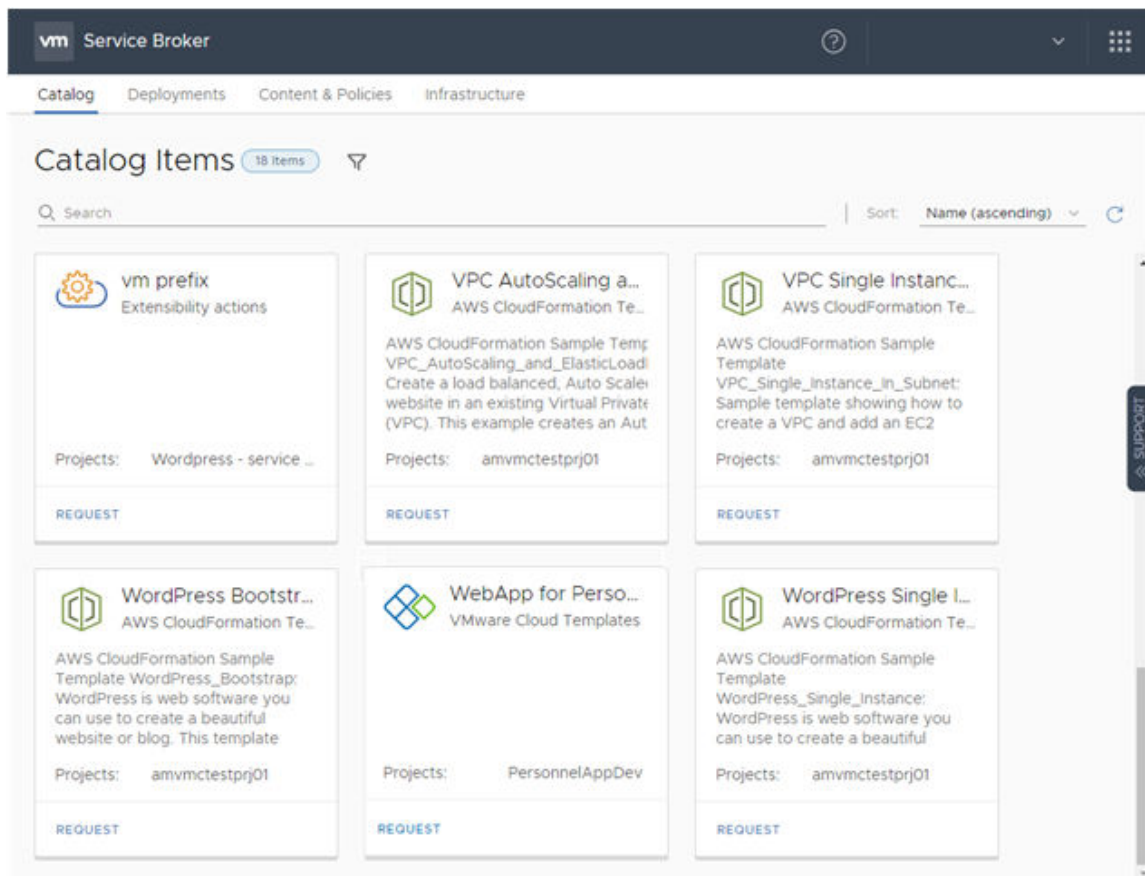 vm Service Broker
Catalog Deployments Content & Policies Infrastructure
Catalog Items 18 items
Search Sort: Name (ascending)
vm prefix
Extensibility actions
Projects: Wordpress - service ...
REQUEST
VPC AutoScaling a...
AWS CloudFormation Te...
AWS CloudFormation Sample Temp
VPC_AutoScaling_and_ElasticLoadl
Create a load balanced, Auto Scale
website in an existing Virtual Private
(VPC). This example creates an Aut
Projects: amvmctestprj01
REQUEST
VPC Single Instanc...
AWS CloudFormation Te...
AWS CloudFormation Sample
Template
VPC_Single_Instance_In_Subnet:
Sample template showing how to
create a VPC and add an EC2
Projects: amvmctestprj01
REQUEST
SUPPORT
WordPress Bootstr...
AWS CloudFormation Te...
AWS CloudFormation Sample
Template WordPress_Bootstrap:
WordPress is web software you
can use to create a beautiful
website or blog. This template
Projects: amvmctestprj01
REQUEST
WebApp for Perso...
VMware Cloud Templates
Projects: PersonnelAppDev
REQUEST
WordPress Single I...
AWS CloudFormation Te...
AWS CloudFormation Sample
Template
WordPress_Single_Instance:
WordPress is web software you
can use to create a beautiful
Projects: amvmctestprj01
REQUEST